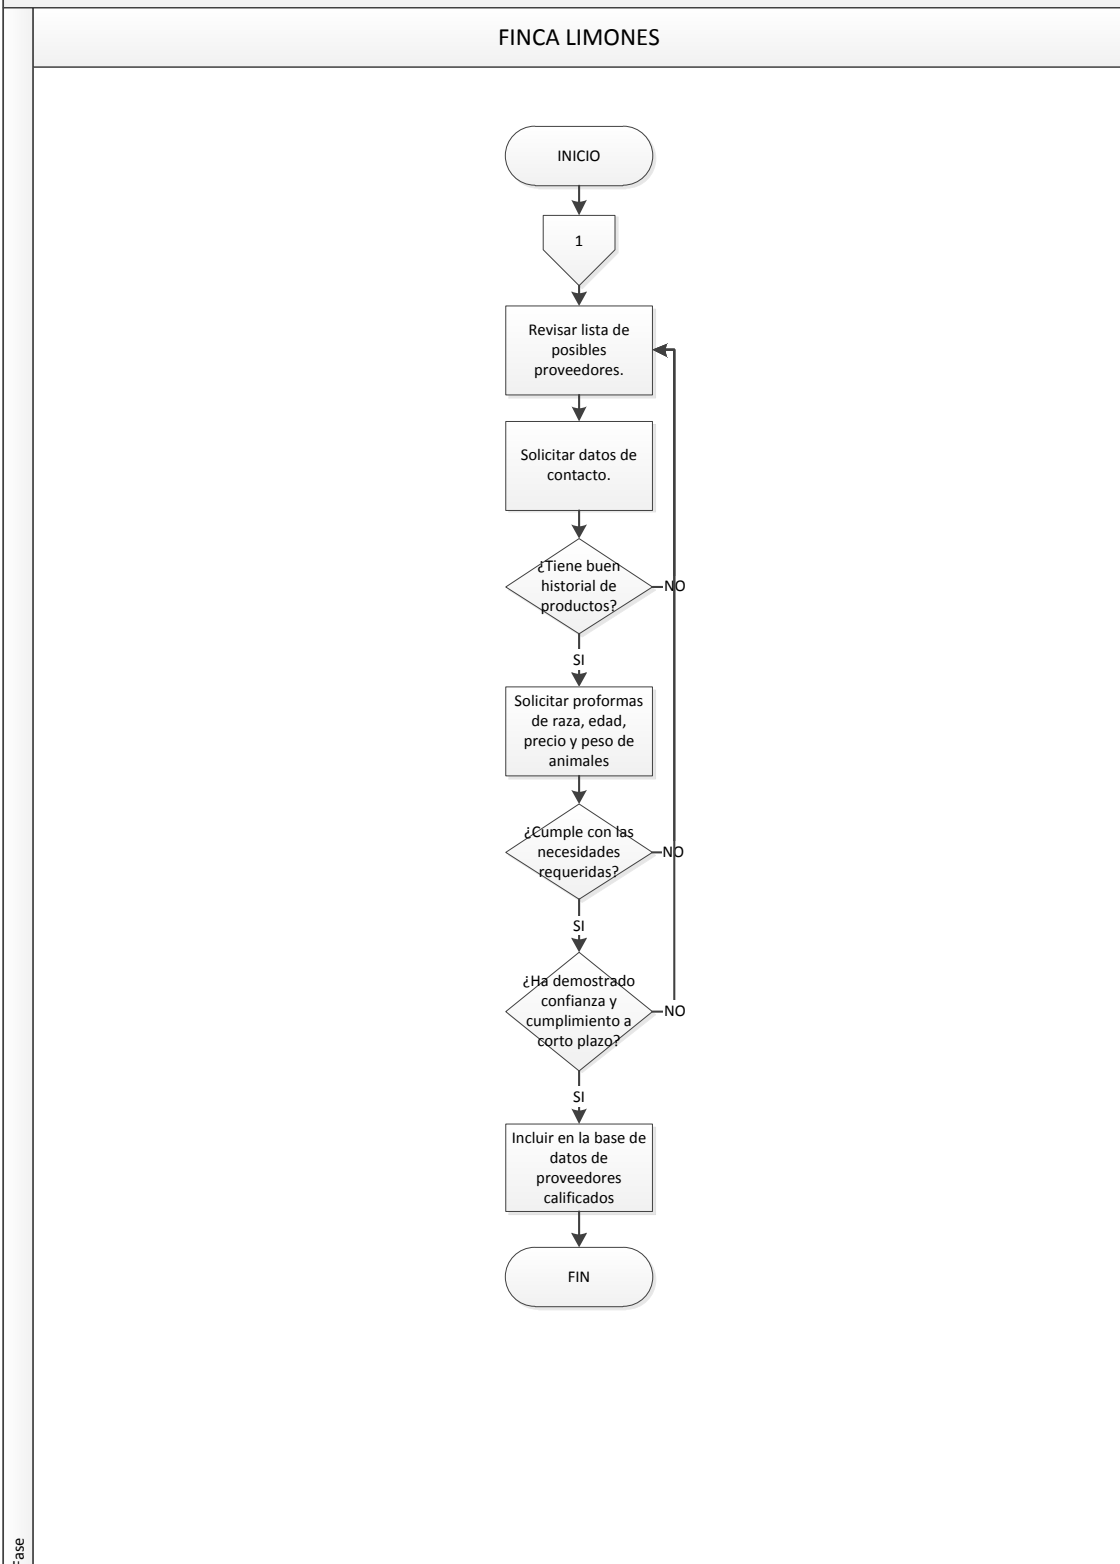 FINCA LIMONES
INICIO
1
Revisar lista de
posibles
proveedores.
Solicitar datos de
contacto.
¿Tiene buen
historial de
productos?
NO
SI
Solicitar proformas
de raza, edad,
precio y peso de
animales
¿Cumple con las
necesidades
requeridas?
NO
SI
¿Ha demostrado
confianza y
cumplimiento a
corto plazo?
NO
SI
Incluir en la base de
datos de
proveedores
calificados
FIN
Fase